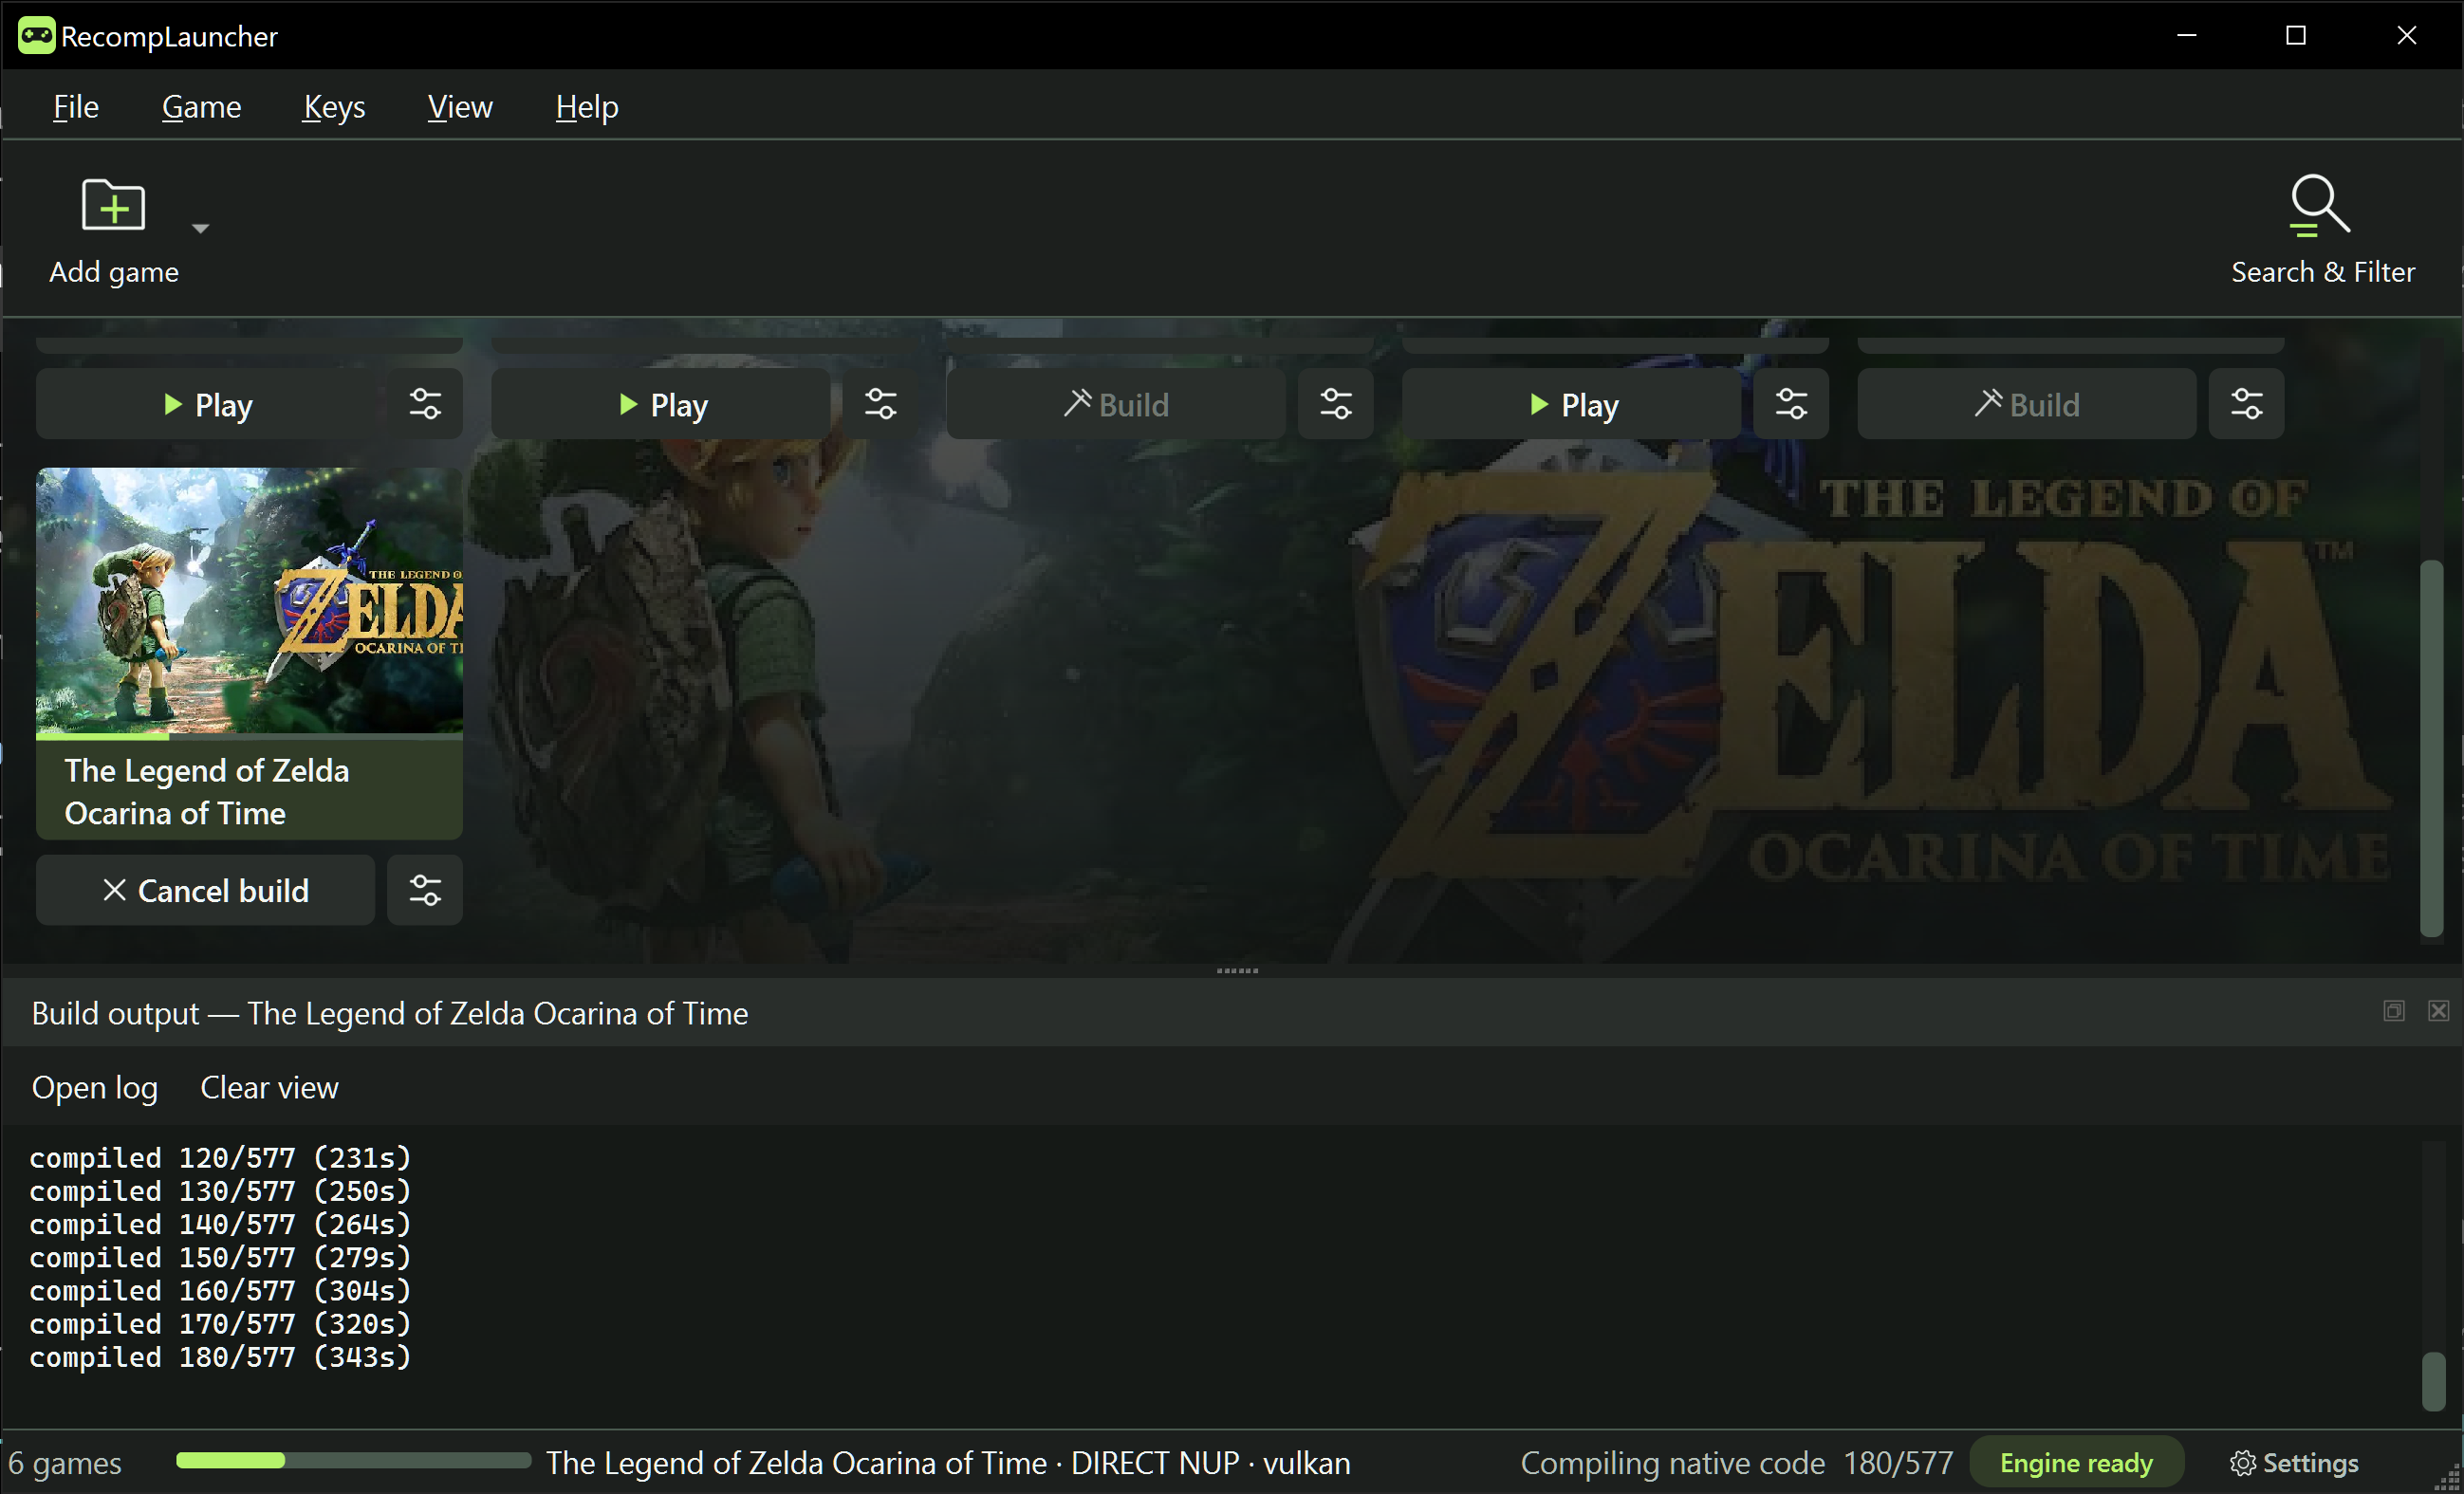 RecompLauncher
File Game Keys View Help
Add game
Search & Filter
Play Play Build Play Build
THE LEGEND OF
ZELDA™
OCARINA OF TIME
THE LEGEND O
ZELDA
OCARINA OF TI
The Legend of Zelda
Ocarina of Time
Cancel build
Build output — The Legend of Zelda Ocarina of Time
Open log Clear view
compiled 120/577 (231s)
compiled 130/577 (250s)
compiled 140/577 (264s)
compiled 150/577 (279s)
compiled 160/577 (304s)
compiled 170/577 (320s)
compiled 180/577 (343s)
6 games The Legend of Zelda Ocarina of Time · DIRECT NUP · vulkan Compiling native code 180/577 Engine ready Settings